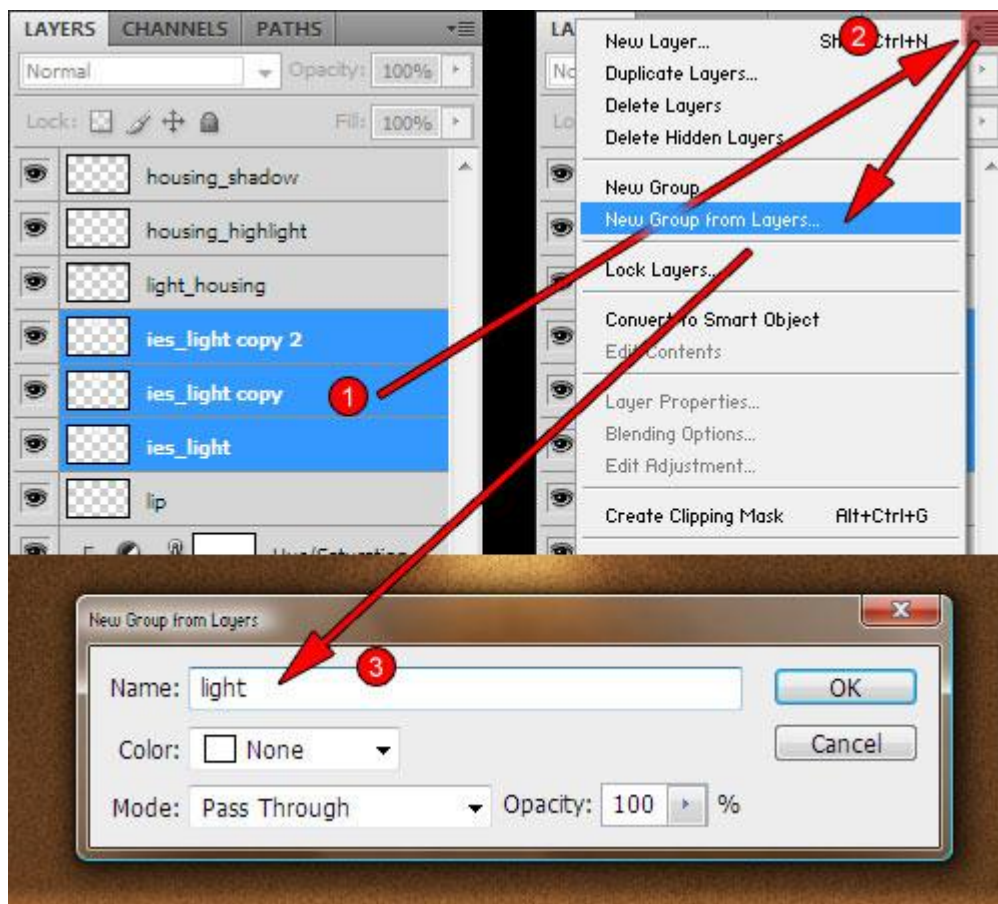 LAYERS CHANNELS PATHS
Normal Opacity: 100%
Lock: Fill: 100%
housing_shadow
housing_highlight
light_housing
ies_light copy 2
ies_light copy
1
ies_light
lip
LA
2
New Layer... Ctrl+N
Duplicate Layers...
Delete Layers
Delete Hidden Layers
New Group
New Group from Layers...
Lock Layers...
Convert to Smart Object
Edit Contents
Layer Properties...
Blending Options...
Edit Adjustment...
Create Clipping Mask Alt+Ctrl+G
New Group from Layers
3
Name: light OK
Color: None Cancel
Mode: Pass Through Opacity: 100 %